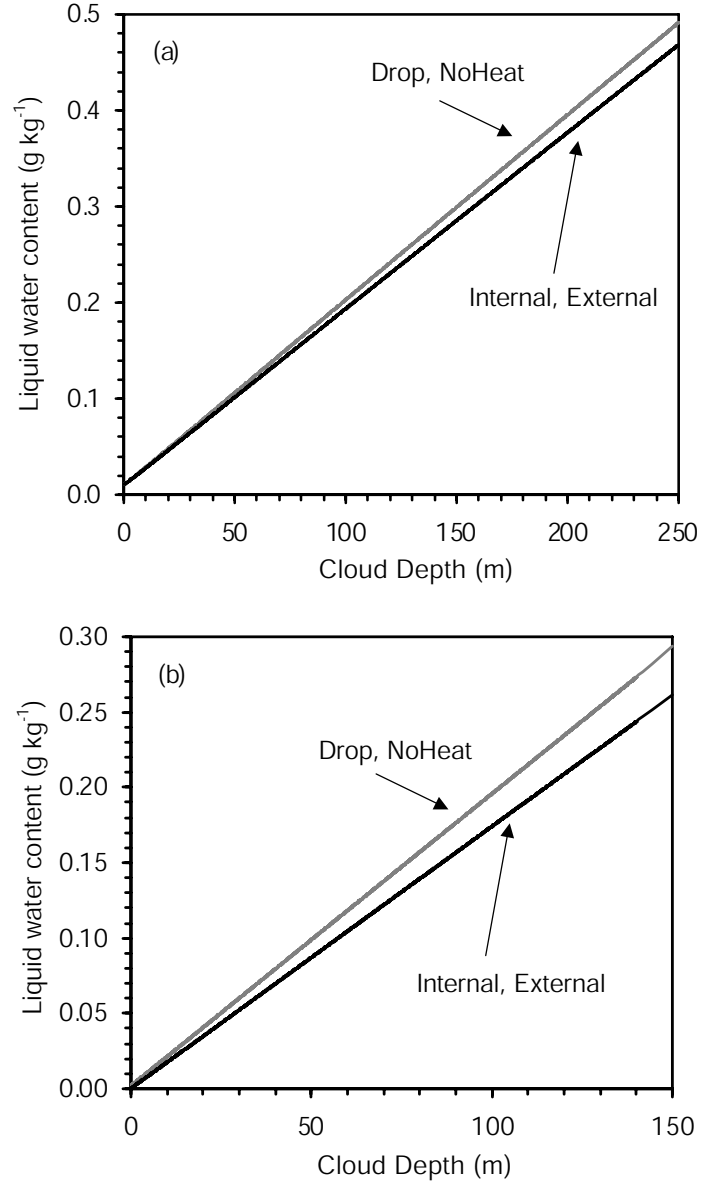 0.5
(a)
Drop, NoHeat
0.4
0.3
Internal, External
0.2
0.1
0.0
Liquid water content (g kg-1)
0 50 100 150 200 250
Cloud Depth (m)
0.30
(b)
0.25
Drop, NoHeat
0.20
0.15
0.10
Internal, External
0.05
0.00
Liquid water content (g kg-1)
0 50 100 150
Cloud Depth (m)